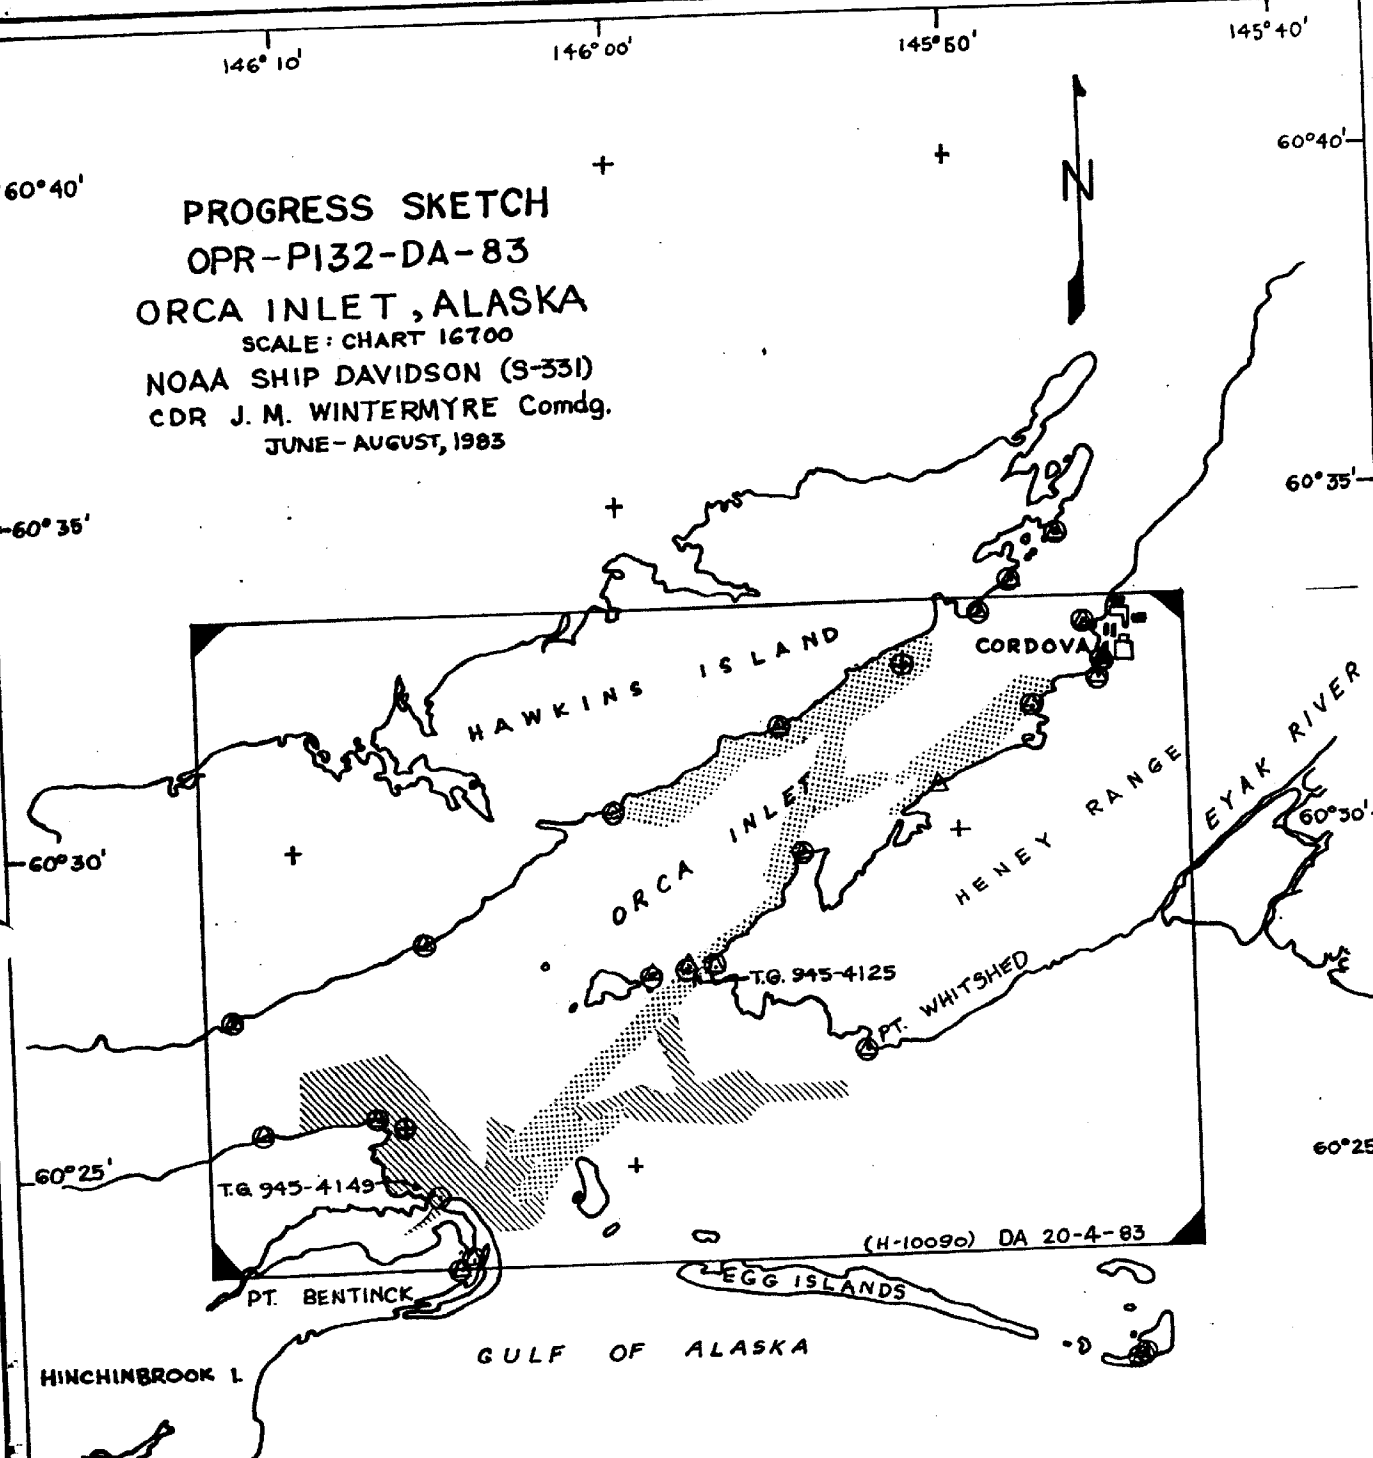 146° 10'
146° 00'
145° 50'
145° 40'
60° 40'
60° 40'
PROGRESS SKETCH
OPR-P132-DA-83
ORCA INLET, ALASKA
SCALE: CHART 16700
NOAA SHIP DAVIDSON (S-331)
CDR J. M. WINTERMYRE Comdg.
JUNE-AUGUST, 1983
N
60° 35'
60° 35'
CORDOVA
HAWKINS ISLAND
ORCA INLET
HENEY RANGE
EYAK RIVER
60° 30'
60° 30'
T.G. 945-4125
PT. WHITSHED
60° 25'
60° 25
T.G. 945-4149
(H-10090) DA 20-4-83
PT. BENTINCK
EGG ISLANDS
GULF OF ALASKA
HINCHINBROOK I.